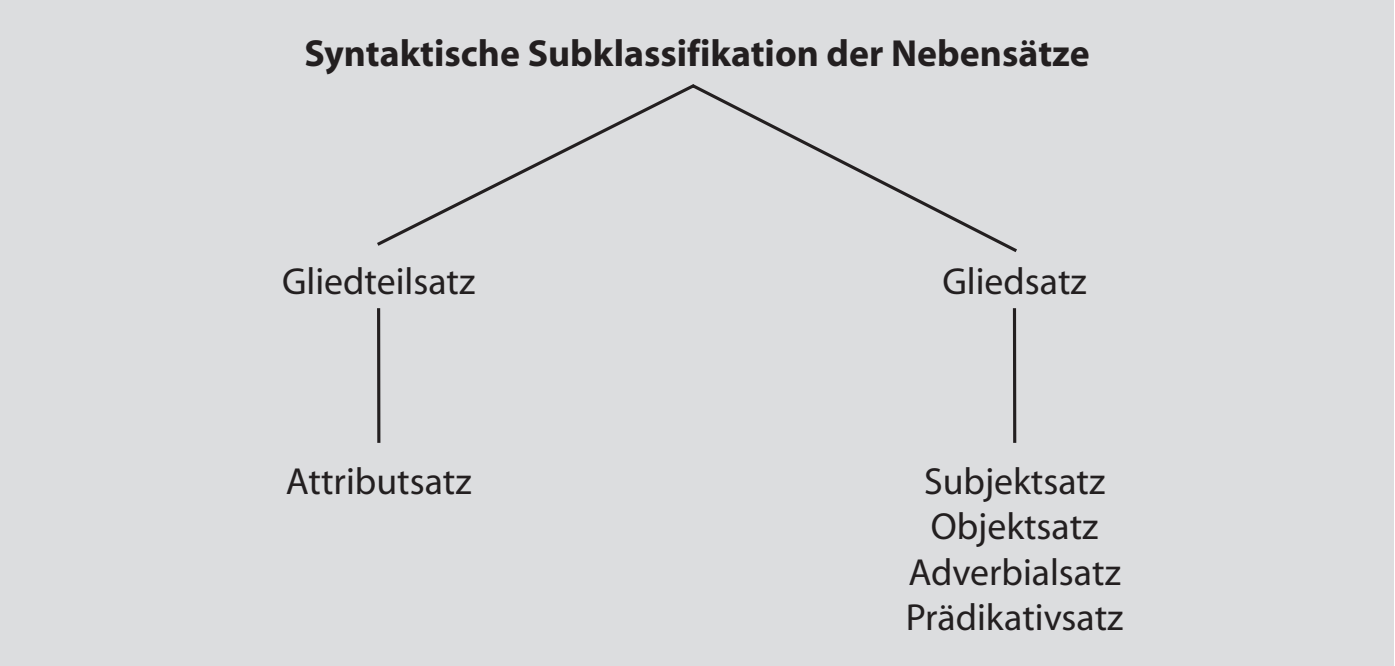 Syntaktische Subklassifikation der Nebensätze
Gliedteilsatz
Gliedsatz
Attributsatz
Subjektsatz
Objektsatz
Adverbialsatz
Prädikativsatz